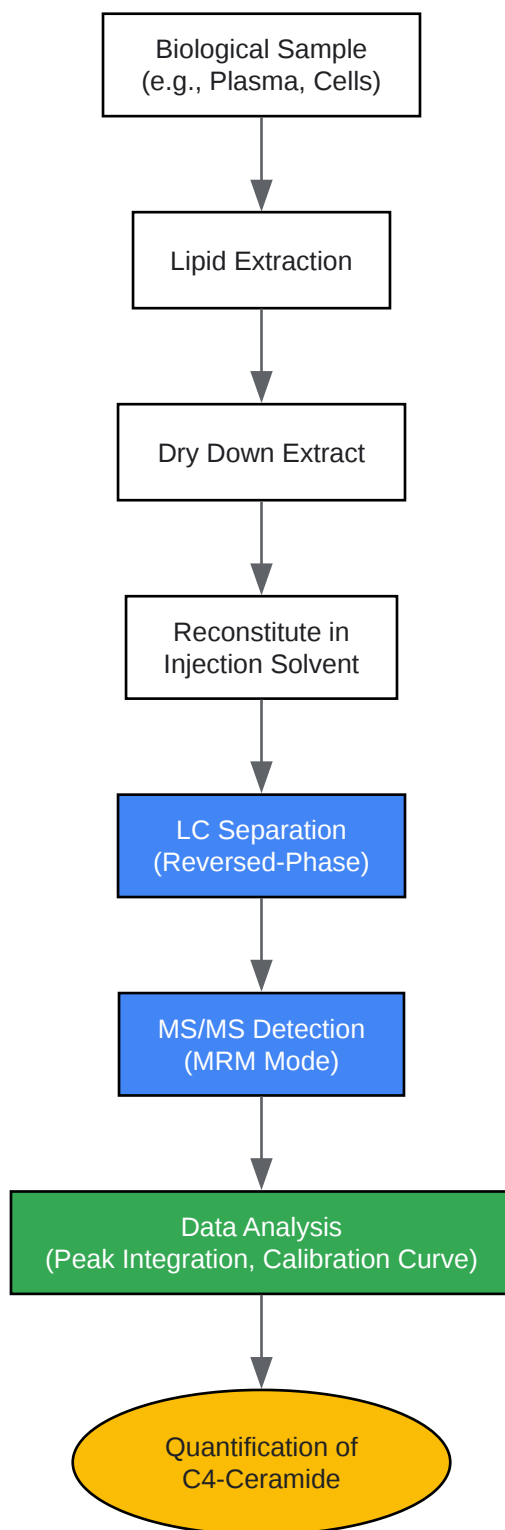 Biological Sample
(e.g., Plasma, Cells)
Lipid Extraction
Dry Down Extract
Reconstitute in
Injection Solvent
LC Separation
(Reversed-Phase)
MS/MS Detection
(MRM Mode)
Data Analysis
(Peak Integration, Calibration Curve)
Quantification of
C4-Ceramide